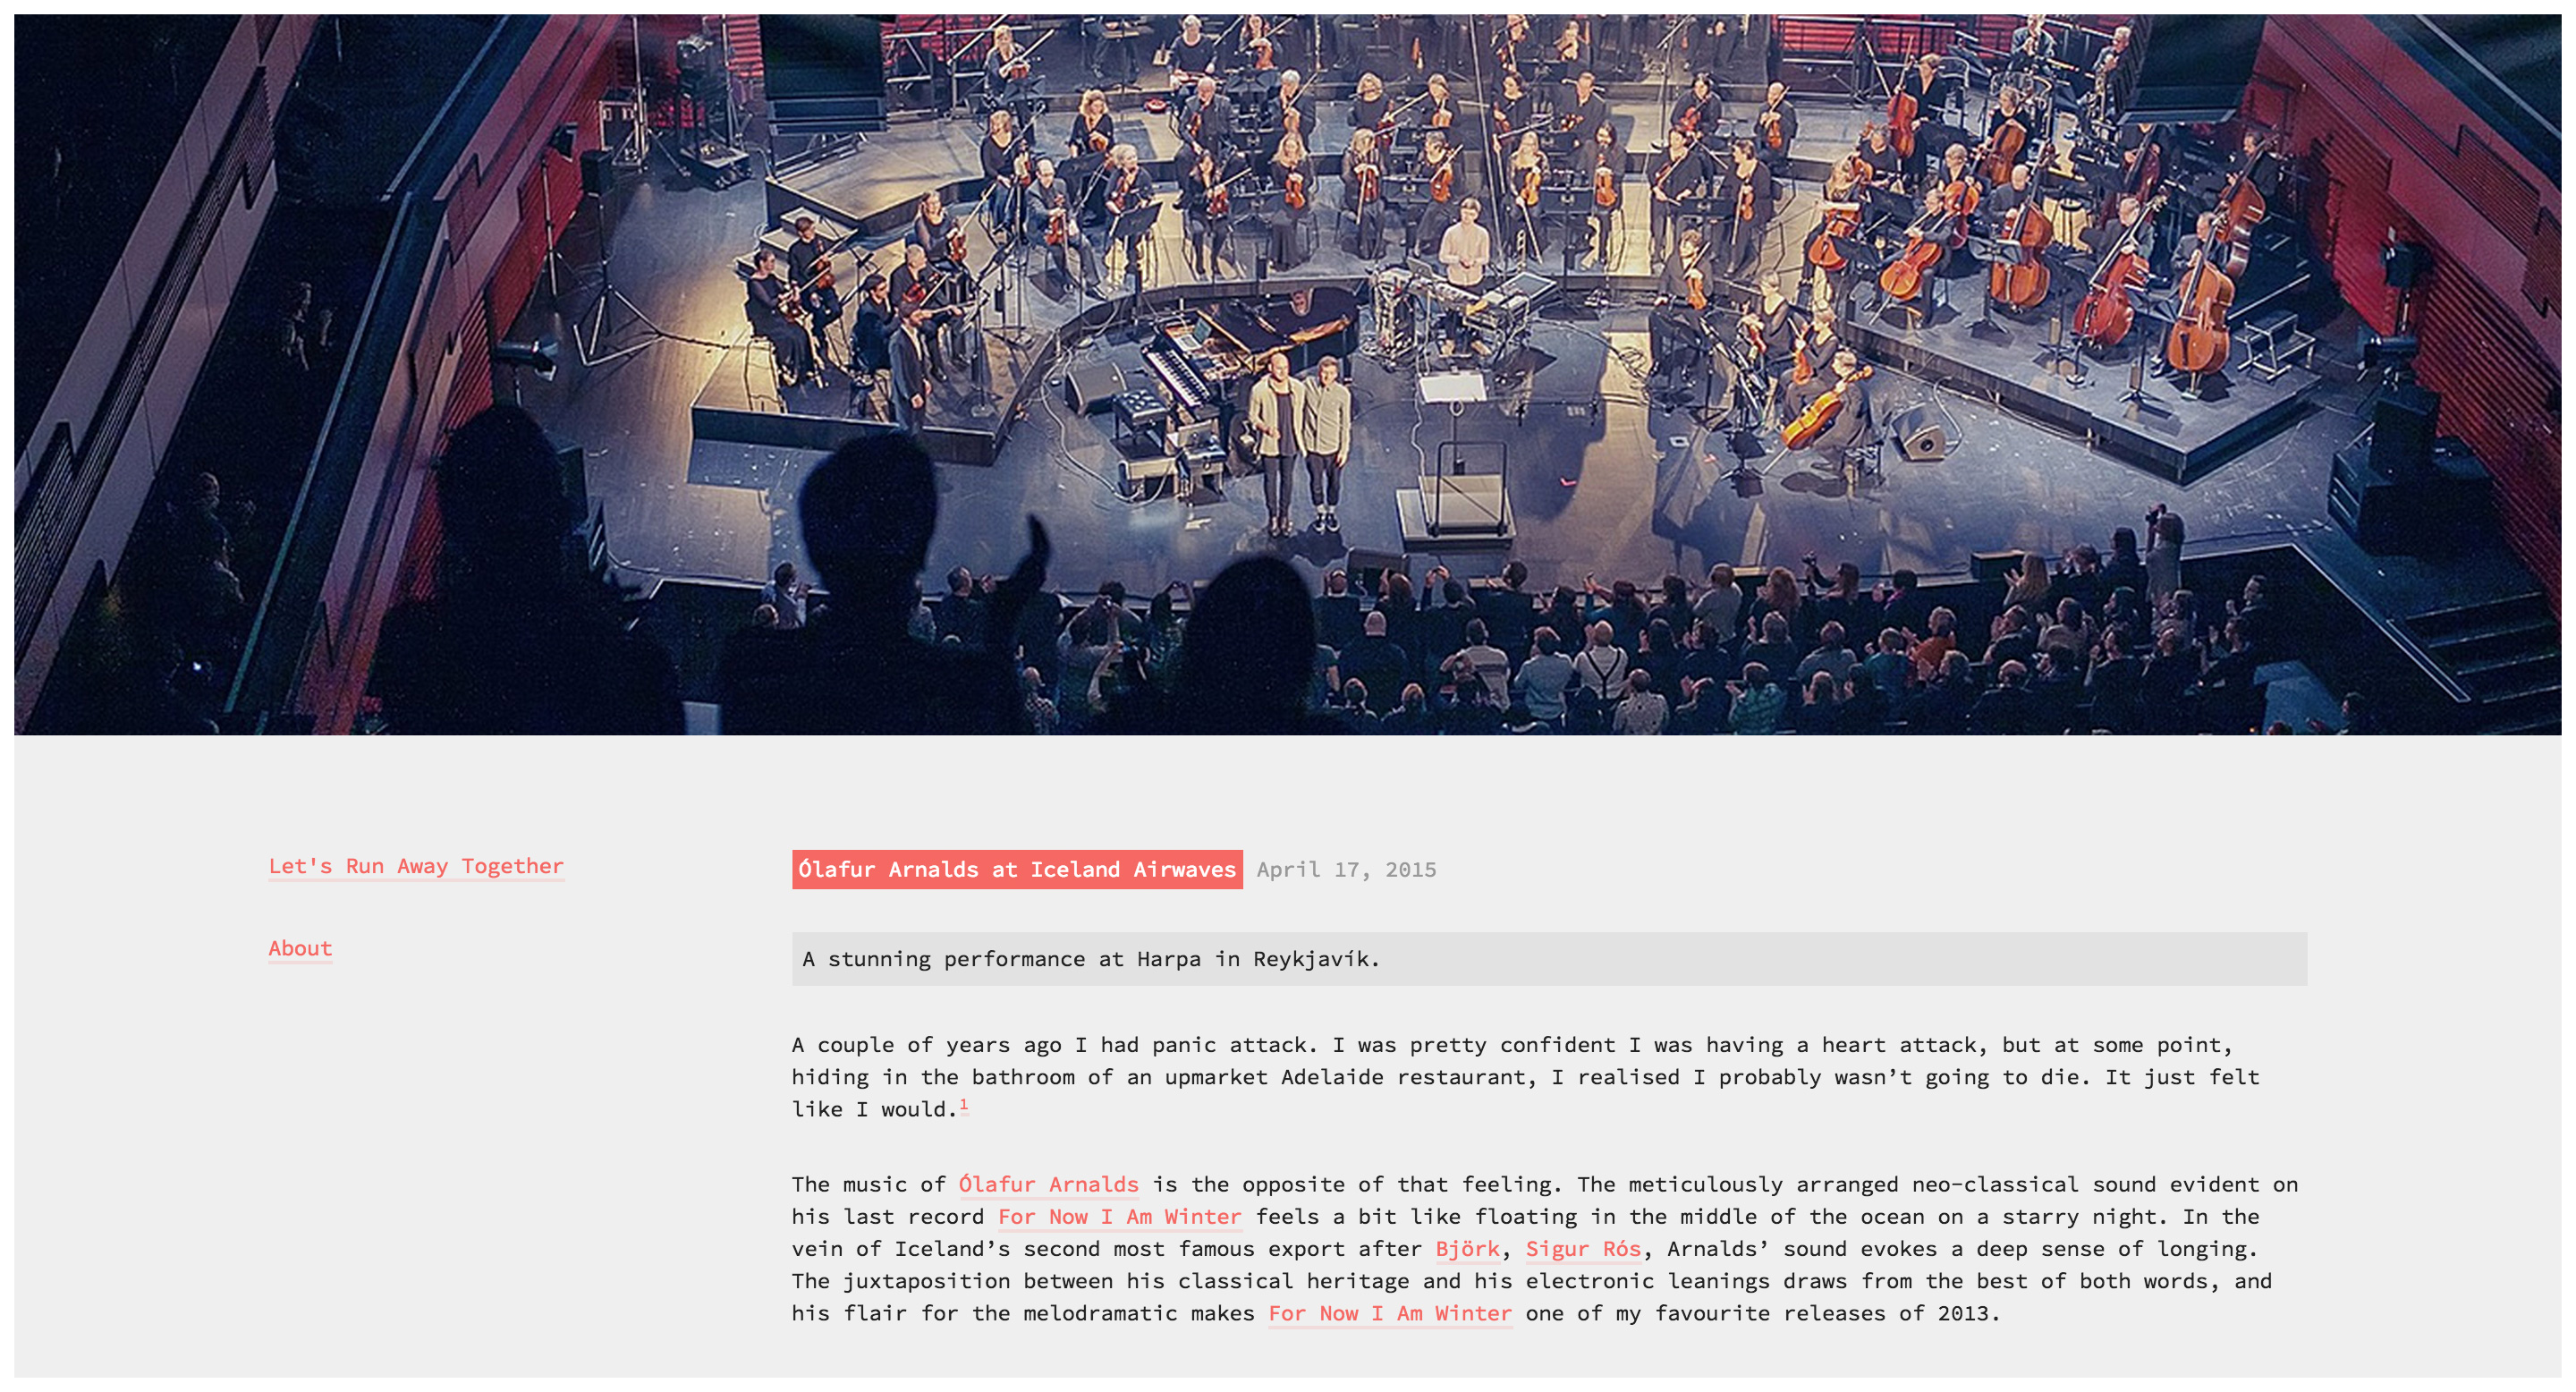 Let's Run Away Together
About
Ólafur Arnalds at Iceland Airwaves April 17, 2015
A stunning performance at Harpa in Reykjavík.
A couple of years ago I had panic attack. I was pretty confident I was having a heart attack, but at some point,
hiding in the bathroom of an upmarket Adelaide restaurant, I realised I probably wasn’t going to die. It just felt
like I would.1
The music of Ólafur Arnalds is the opposite of that feeling. The meticulously arranged neo-classical sound evident on
his last record For Now I Am Winter feels a bit like floating in the middle of the ocean on a starry night. In the
vein of Iceland’s second most famous export after Björk, Sigur Rós, Arnalds’ sound evokes a deep sense of longing.
The juxtaposition between his classical heritage and his electronic leanings draws from the best of both words, and
his flair for the melodramatic makes For Now I Am Winter one of my favourite releases of 2013.